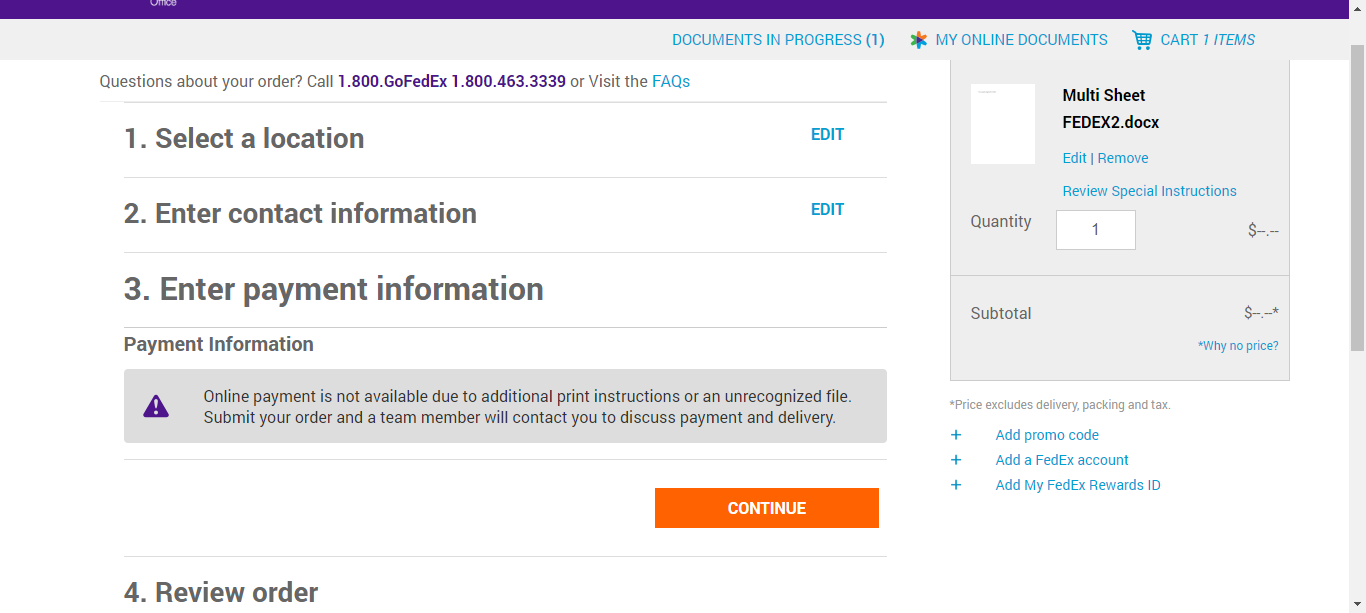 Office
DOCUMENTS IN PROGRESS (1)
MY ONLINE DOCUMENTS
CART 1 ITEMS
Questions about your order? Call 1.800.GoFedEx 1.800.463.3339 or Visit the FAQs
1. Select a location
EDIT
2. Enter contact information
EDIT
3. Enter payment information
Payment Information
Online payment is not available due to additional print instructions or an unrecognized file.
Submit your order and a team member will contact you to discuss payment and delivery.
CONTINUE
4. Review order
Multi Sheet
FEDEX2.docx
Edit | Remove
Review Special Instructions
Quantity
1
$--.--
Subtotal
$--.--*
*Why no price?
*Price excludes delivery, packing and tax.
+ Add promo code
+ Add a FedEx account
+ Add My FedEx Rewards ID